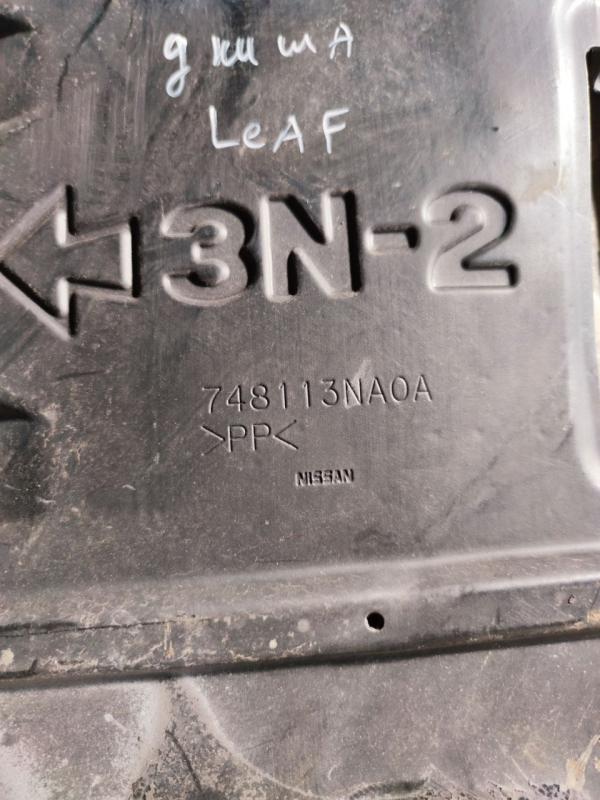 LeAF
3N-2
748113NA0A
>PP<
NISSAN